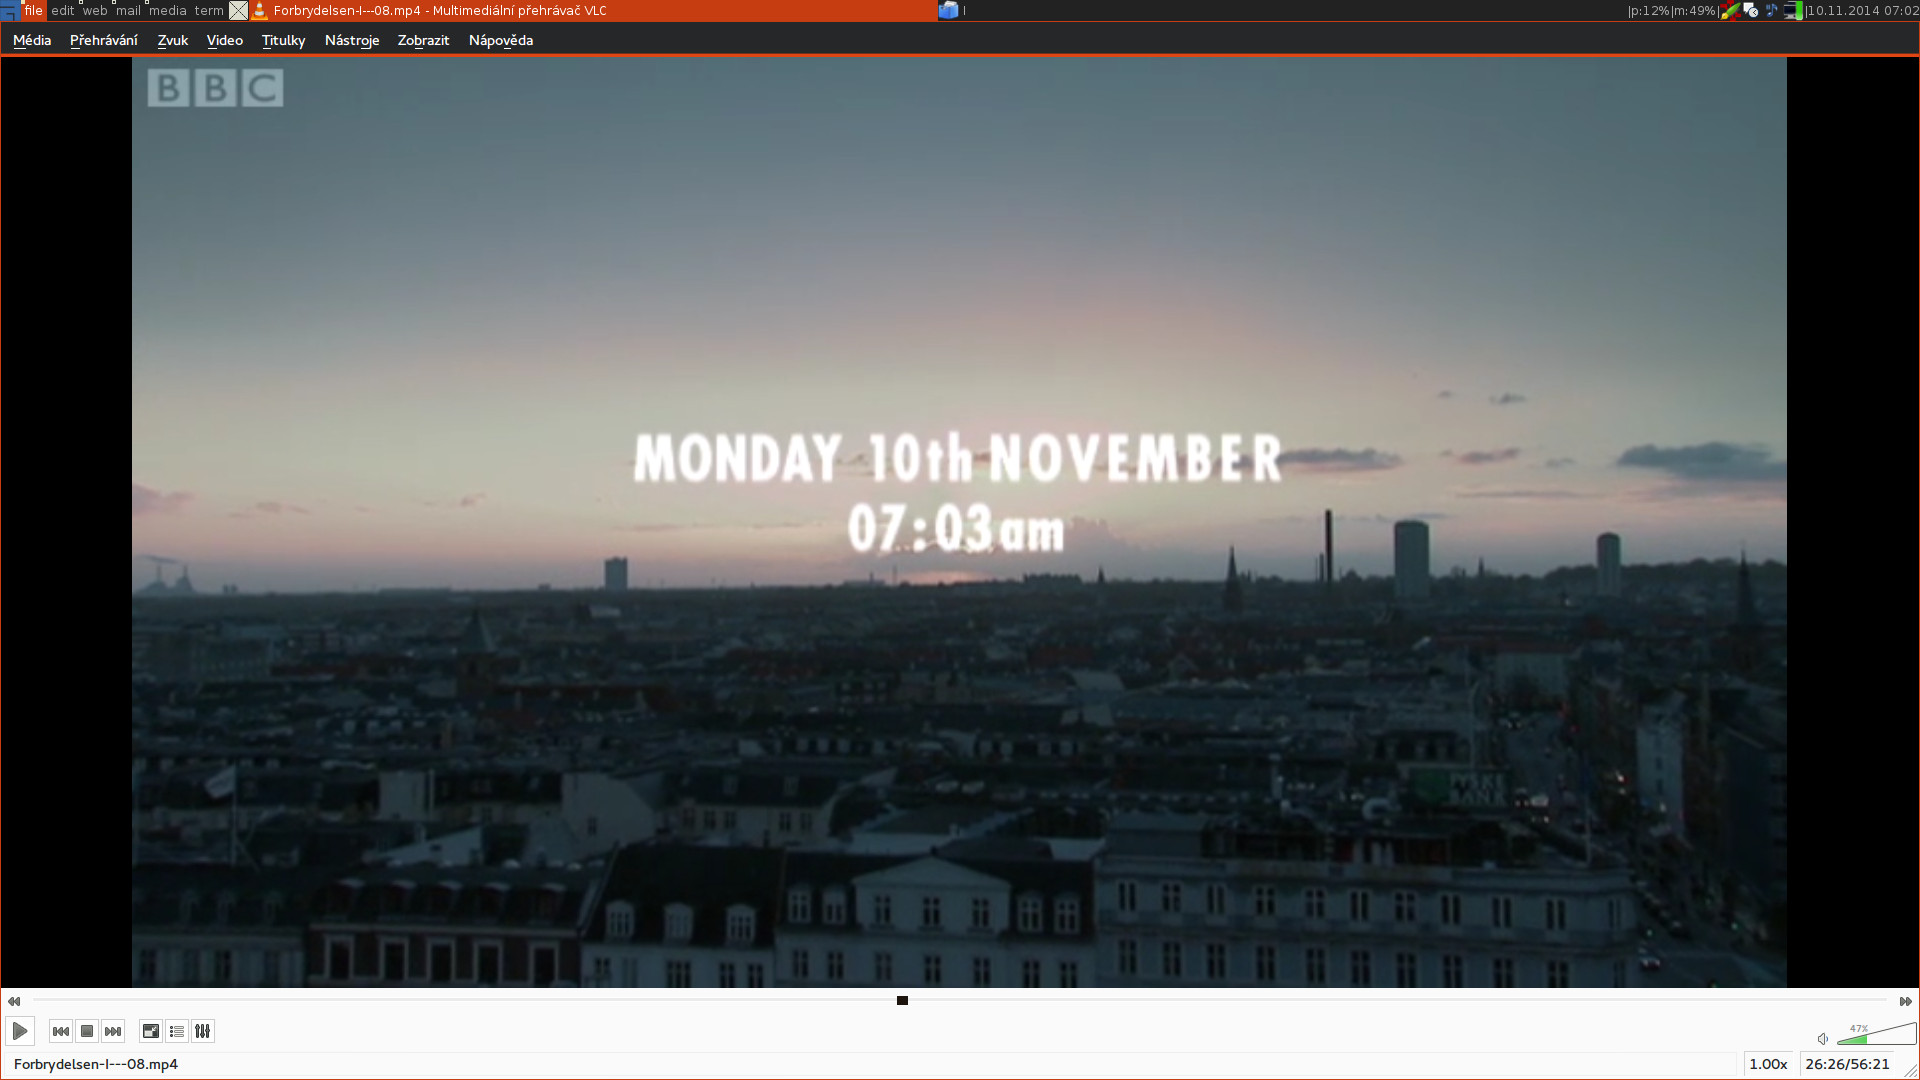 file edit web mail media term Forbrydelsen-I---08.mp4 - Multimediální přehrávač VLC |p:12%|m:49%| |10.11.2014 07:02
Média Přehrávání Zvuk Video Titulky Nástroje Zobrazit Nápověda
BBC
MONDAY 10th NOVEMBER
07:03am
JYSKE
BANK
47%
Forbrydelsen-I---08.mp4 1.00x 26:26/56:21